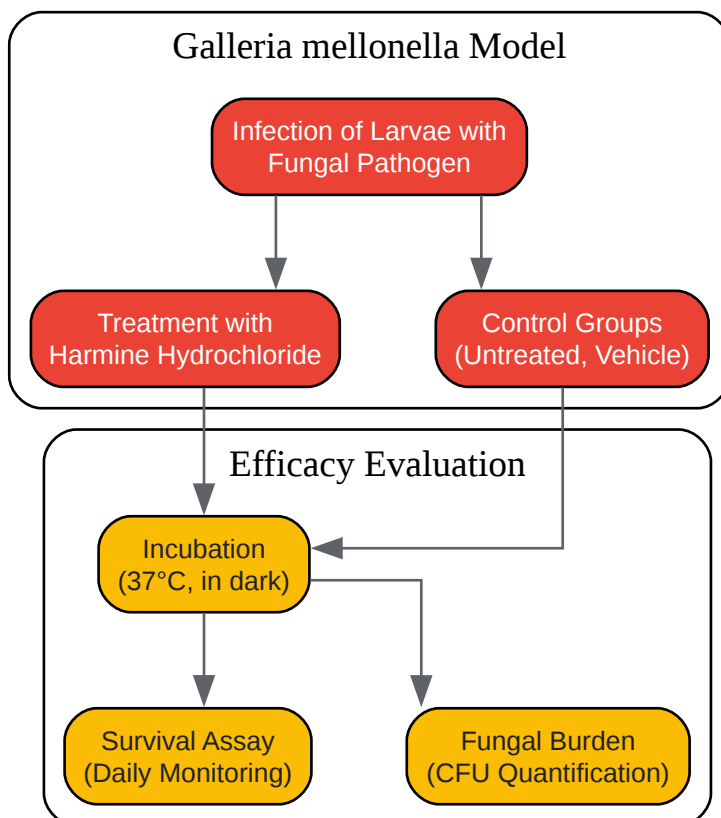 Galleria mellonella Model
Infection of Larvae with
Fungal Pathogen
Treatment with
Harmine Hydrochloride
Control Groups
(Untreated, Vehicle)
Efficacy Evaluation
Incubation
(37°C, in dark)
Survival Assay
(Daily Monitoring)
Fungal Burden
(CFU Quantification)